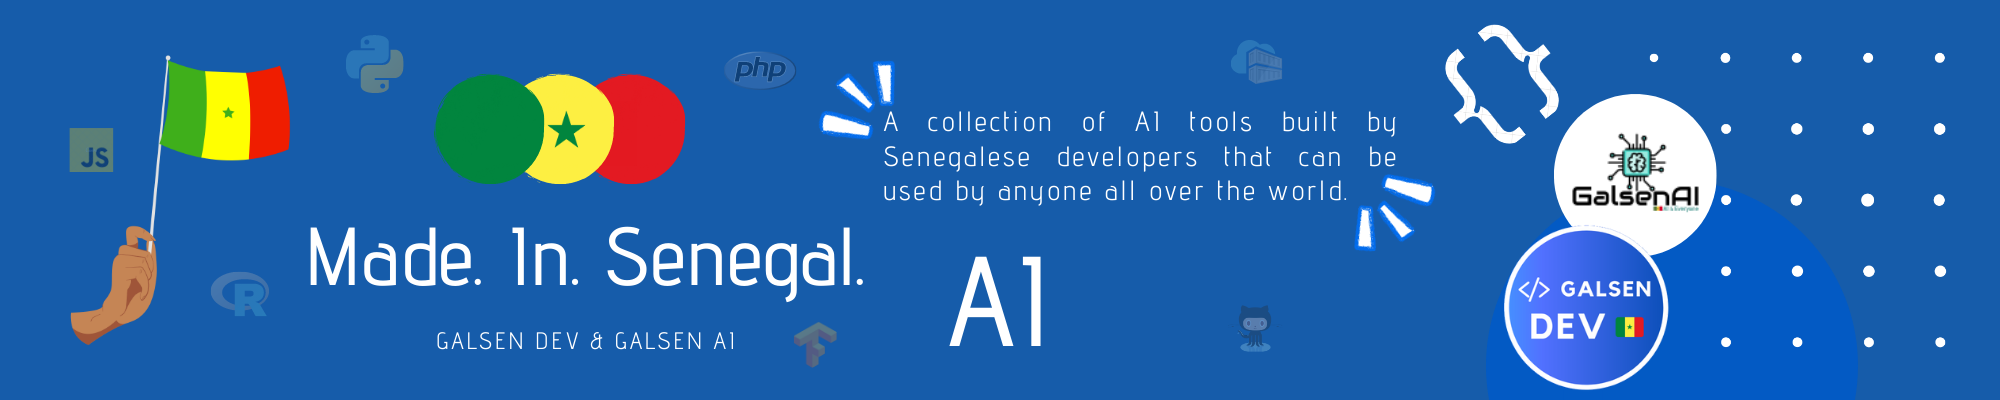 JS
php
R
Made. In. Senegal.
GALSEN DEV & GALSEN AI
A collection of AI tools built by
Senegalese developers that can be
used by anyone all over the world.
AI
{ }
GalsenAI
</> GALSEN
DEV